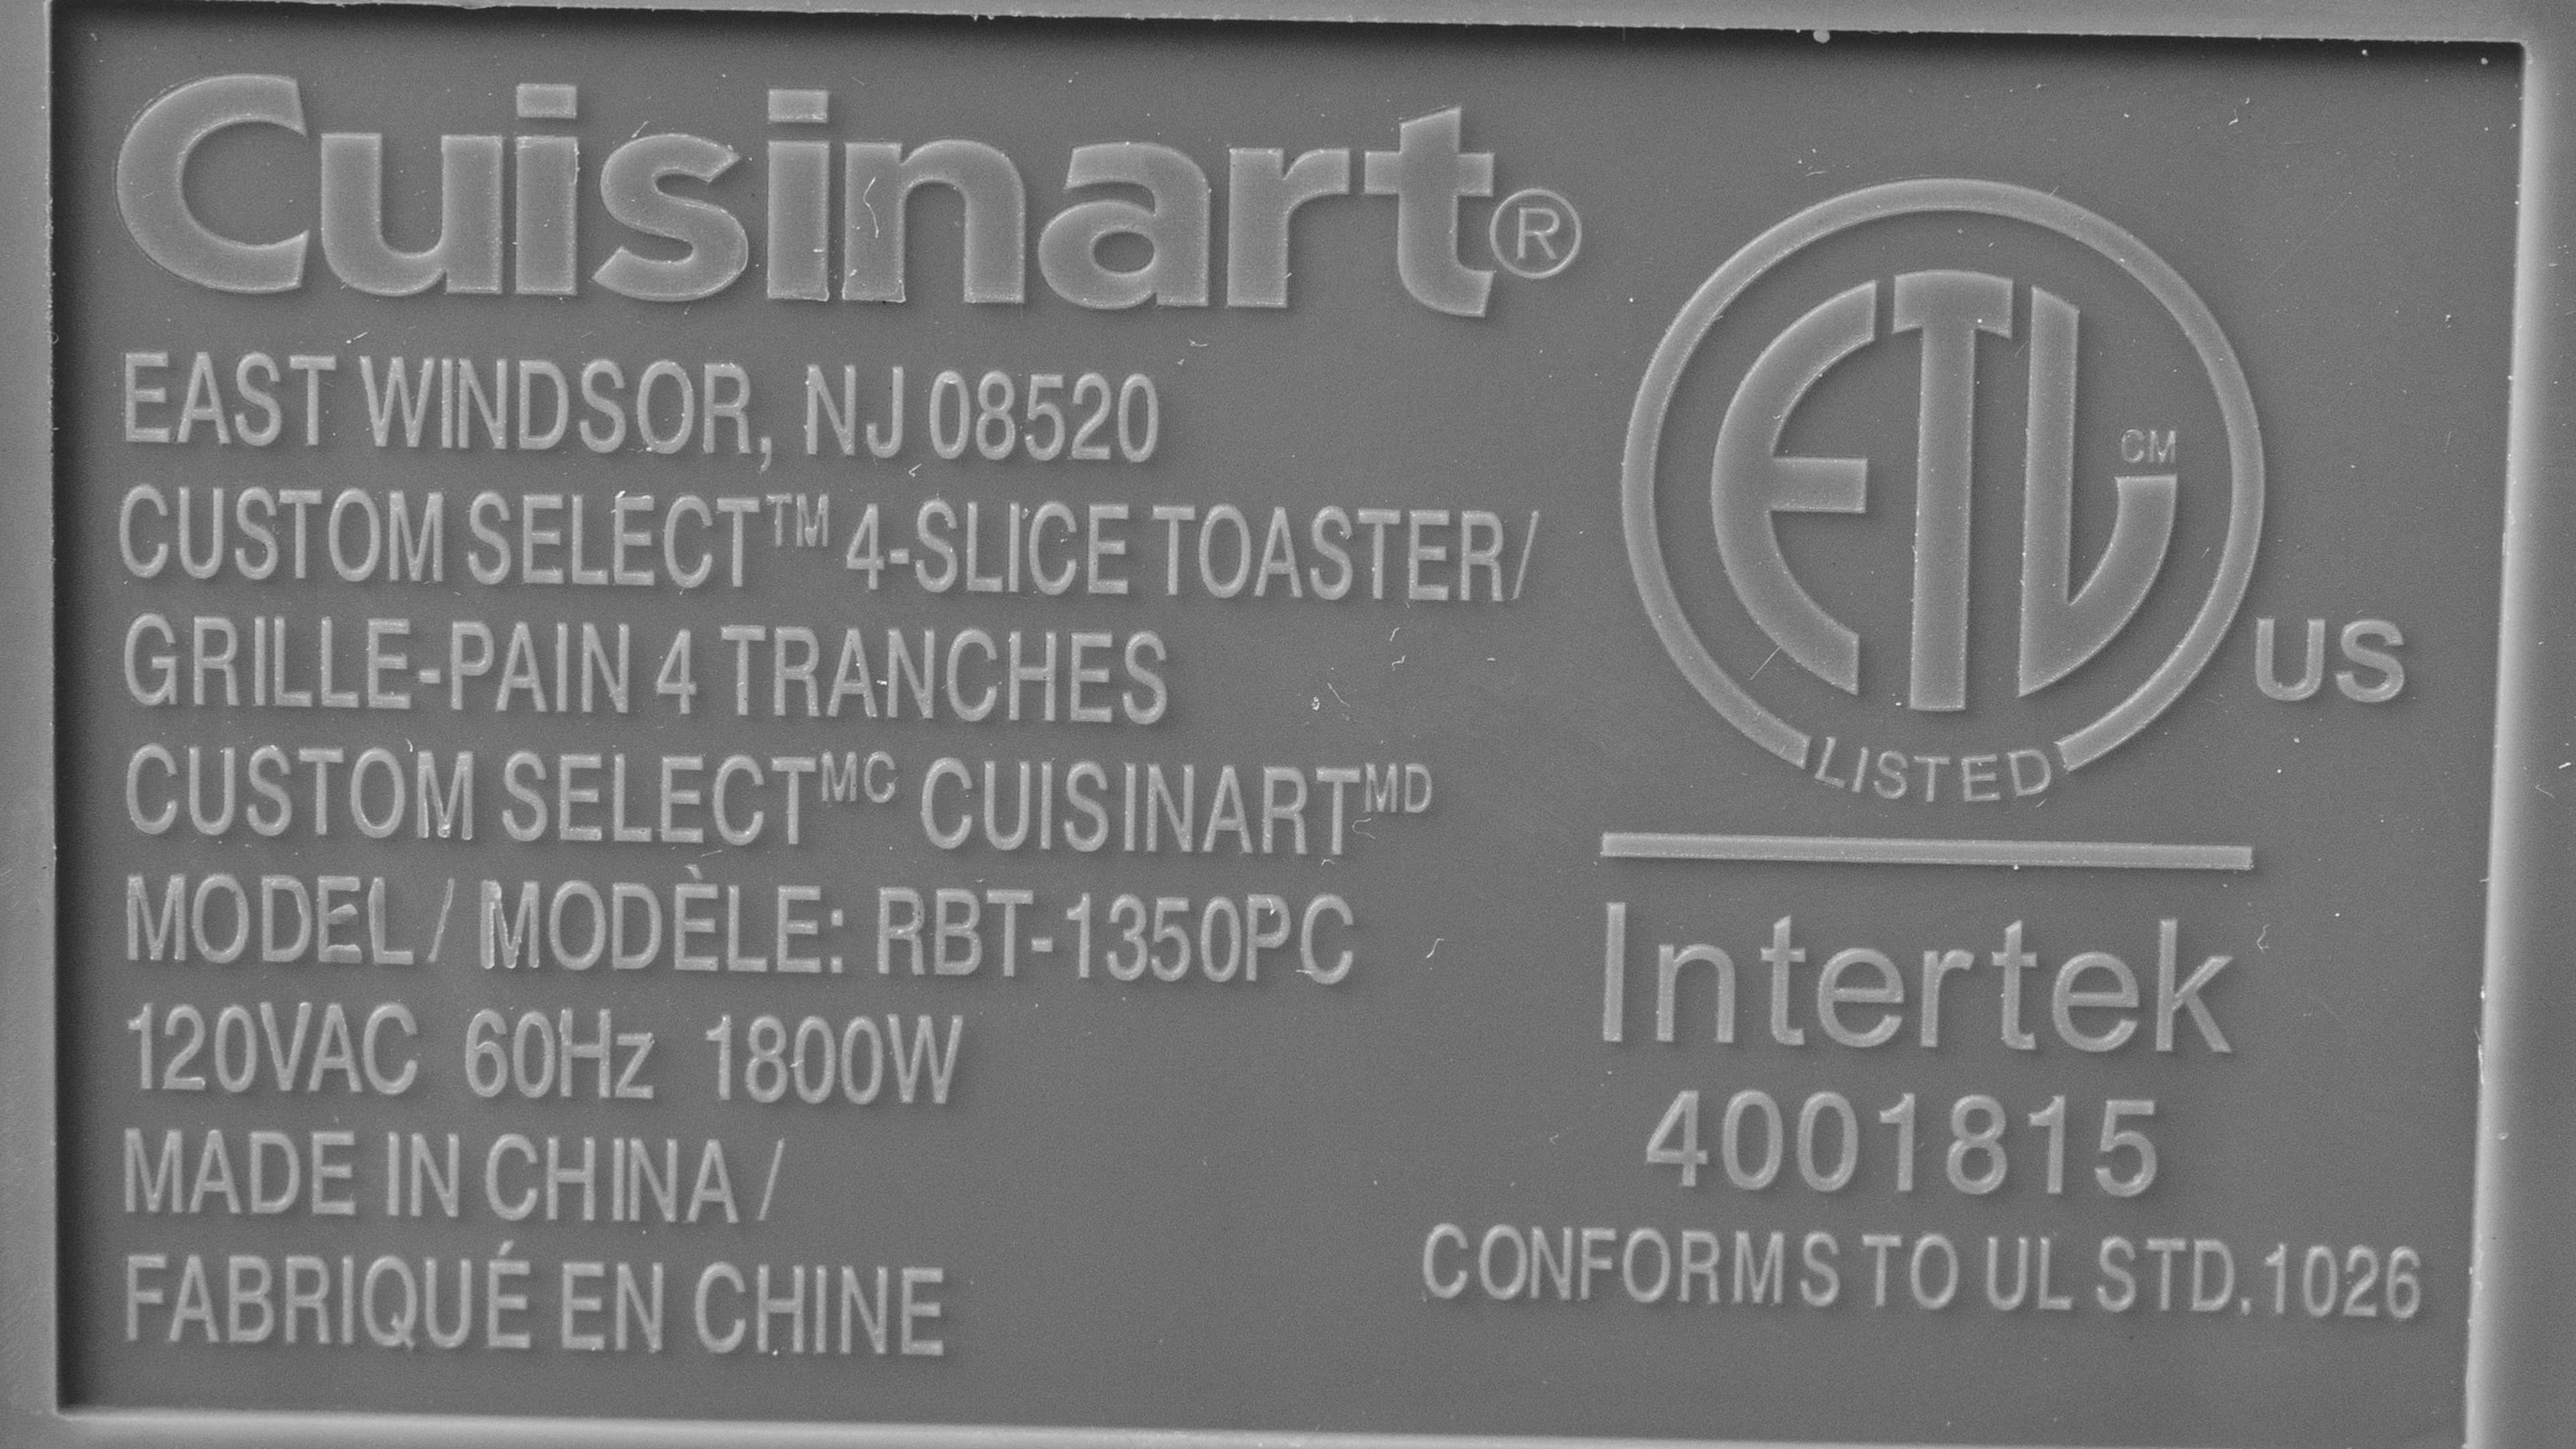 Cuisinart®
EAST WINDSOR, NJ 08520
CUSTOM SELECT™ 4-SLICE TOASTER/
GRILLE-PAIN 4 TRANCHES
CUSTOM SELECTᴹᶜ CUISINARTᴹᴰ
MODEL/ MODÈLE: RBT-1350PC
120VAC 60Hz 1800W
MADE IN CHINA /
FABRIQUÉ EN CHINE
ETL CM
US
LISTED
Intertek
4001815
CONFORMS TO UL STD.1026